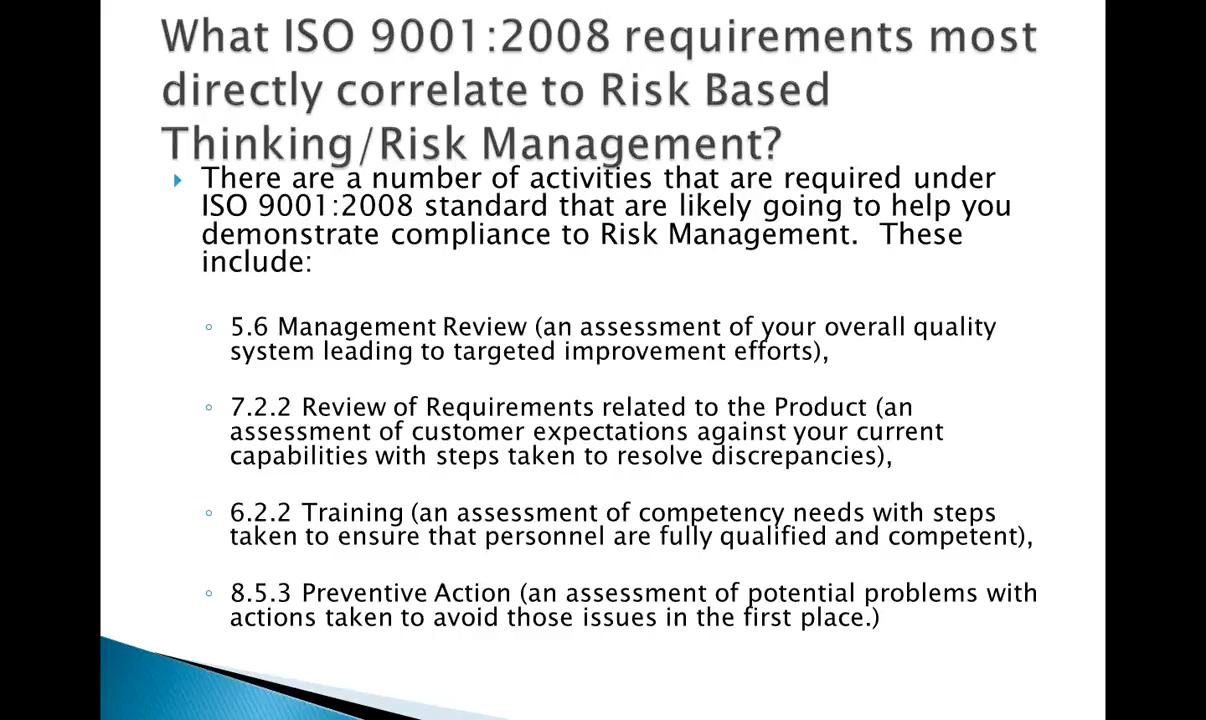 What ISO 9001:2008 requirements most
directly correlate to Risk Based
Thinking/Risk Management?
There are a number of activities that are required under
ISO 9001:2008 standard that are likely going to help you
demonstrate compliance to Risk Management.  These
include:
5.6 Management Review (an assessment of your overall quality
system leading to targeted improvement efforts),
7.2.2 Review of Requirements related to the Product (an
assessment of customer expectations against your current
capabilities with steps taken to resolve discrepancies),
6.2.2 Training (an assessment of competency needs with steps
taken to ensure that personnel are fully qualified and competent),
8.5.3 Preventive Action (an assessment of potential problems with
actions taken to avoid those issues in the first place.)